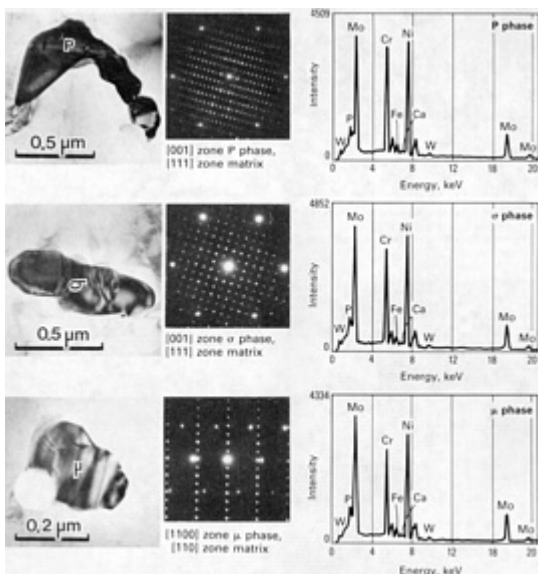 P
0,5 µm
[001] zone P phase,
[111] zone matrix
4509
P phase
Mo
Cr
Ni
Fe
Ca
P
W
W
Mo
Mo
Intensity
0
0 4 8 12 16 20
Energy, keV
σ
0.5 µm
[001] zone σ phase,
[111] zone matrix
4852
σ phase
Mo
Ni
Cr
P
Fe
Ca
W
W
Mo
Mo
Intensity
0
0 4 8 12 16 20
Energy, keV
µ
0.2 µm
[1100] zone µ phase,
[110] zone matrix
4334
µ phase
Mo
Ni
Cr
P
Fe
Ca
W
W
Mo
Mo
Intensity
0
0 4 8 12 16 20
Energy, keV